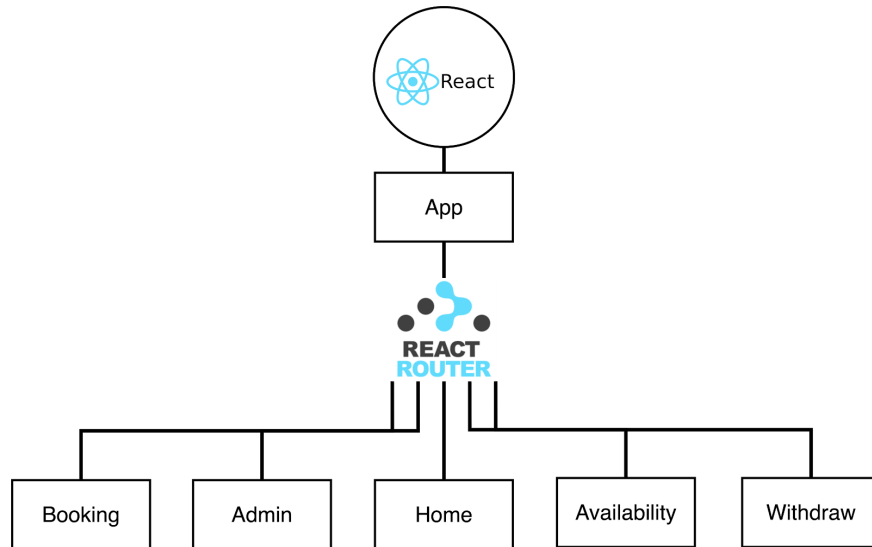 React
App
REACT
ROUTER
Booking
Admin
Home
Availability
Withdraw